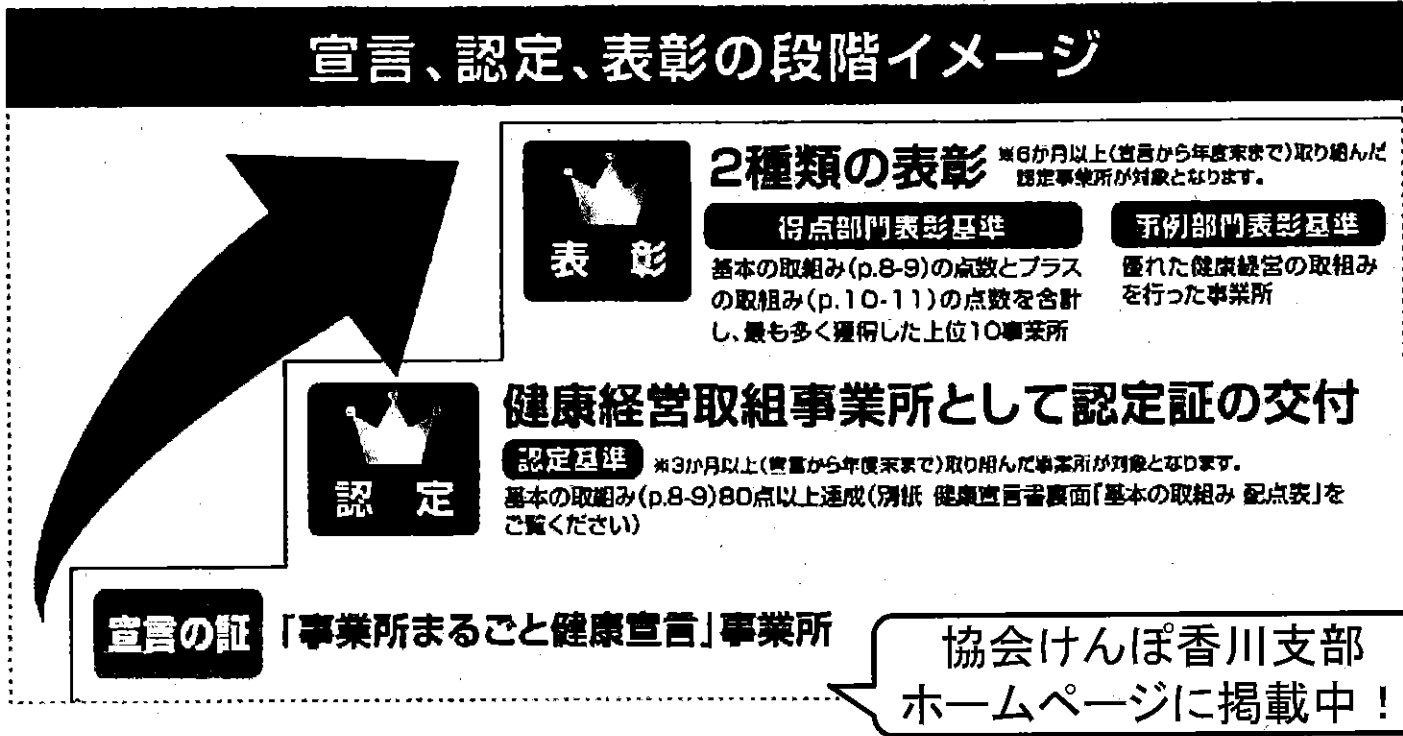 宣言、認定、表彰の段階イメージ
表 彰
2種類の表彰
※6か月以上(宣言から年度末まで)取り組んだ
認定事業所が対象となります。
得点部門表彰基準
基本の取組み(p.8-9)の点数とプラス
の取組み(p.10-11)の点数を合計
し、最も多く獲得した上位10事業所
事例部門表彰基準
優れた健康経営の取組み
を行った事業所
認 定
健康経営取組事業所として認定証の交付
認定基準 ※3か月以上(宣言から年度末まで)取り組んだ事業所が対象となります。
基本の取組み(p.8-9)80点以上達成(別紙 健康宣言書裏面「基本の取組み 配点表」を
ご覧ください)
宣言の証
「事業所まるごと健康宣言」事業所
協会けんぽ香川支部
ホームページに掲載中！